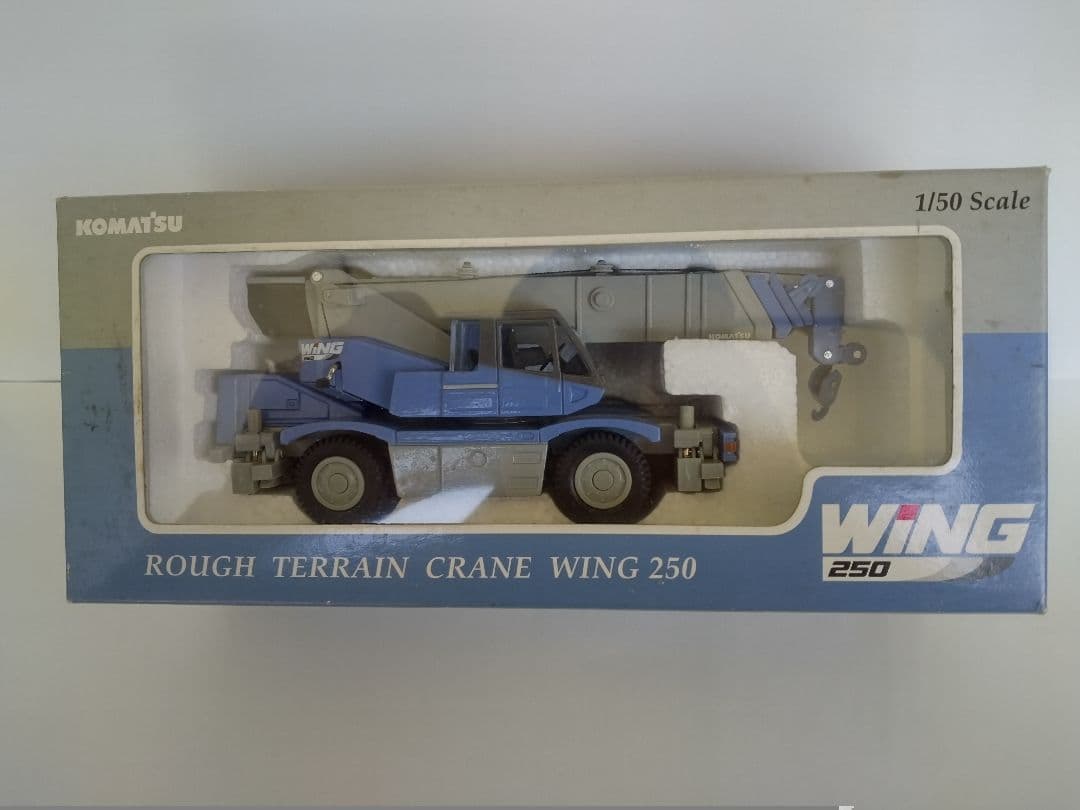 KOMATSU
1/50 Scale
WiNG
KOMATSU
ROUGH TERRAIN CRANE WING 250
WiNG
250